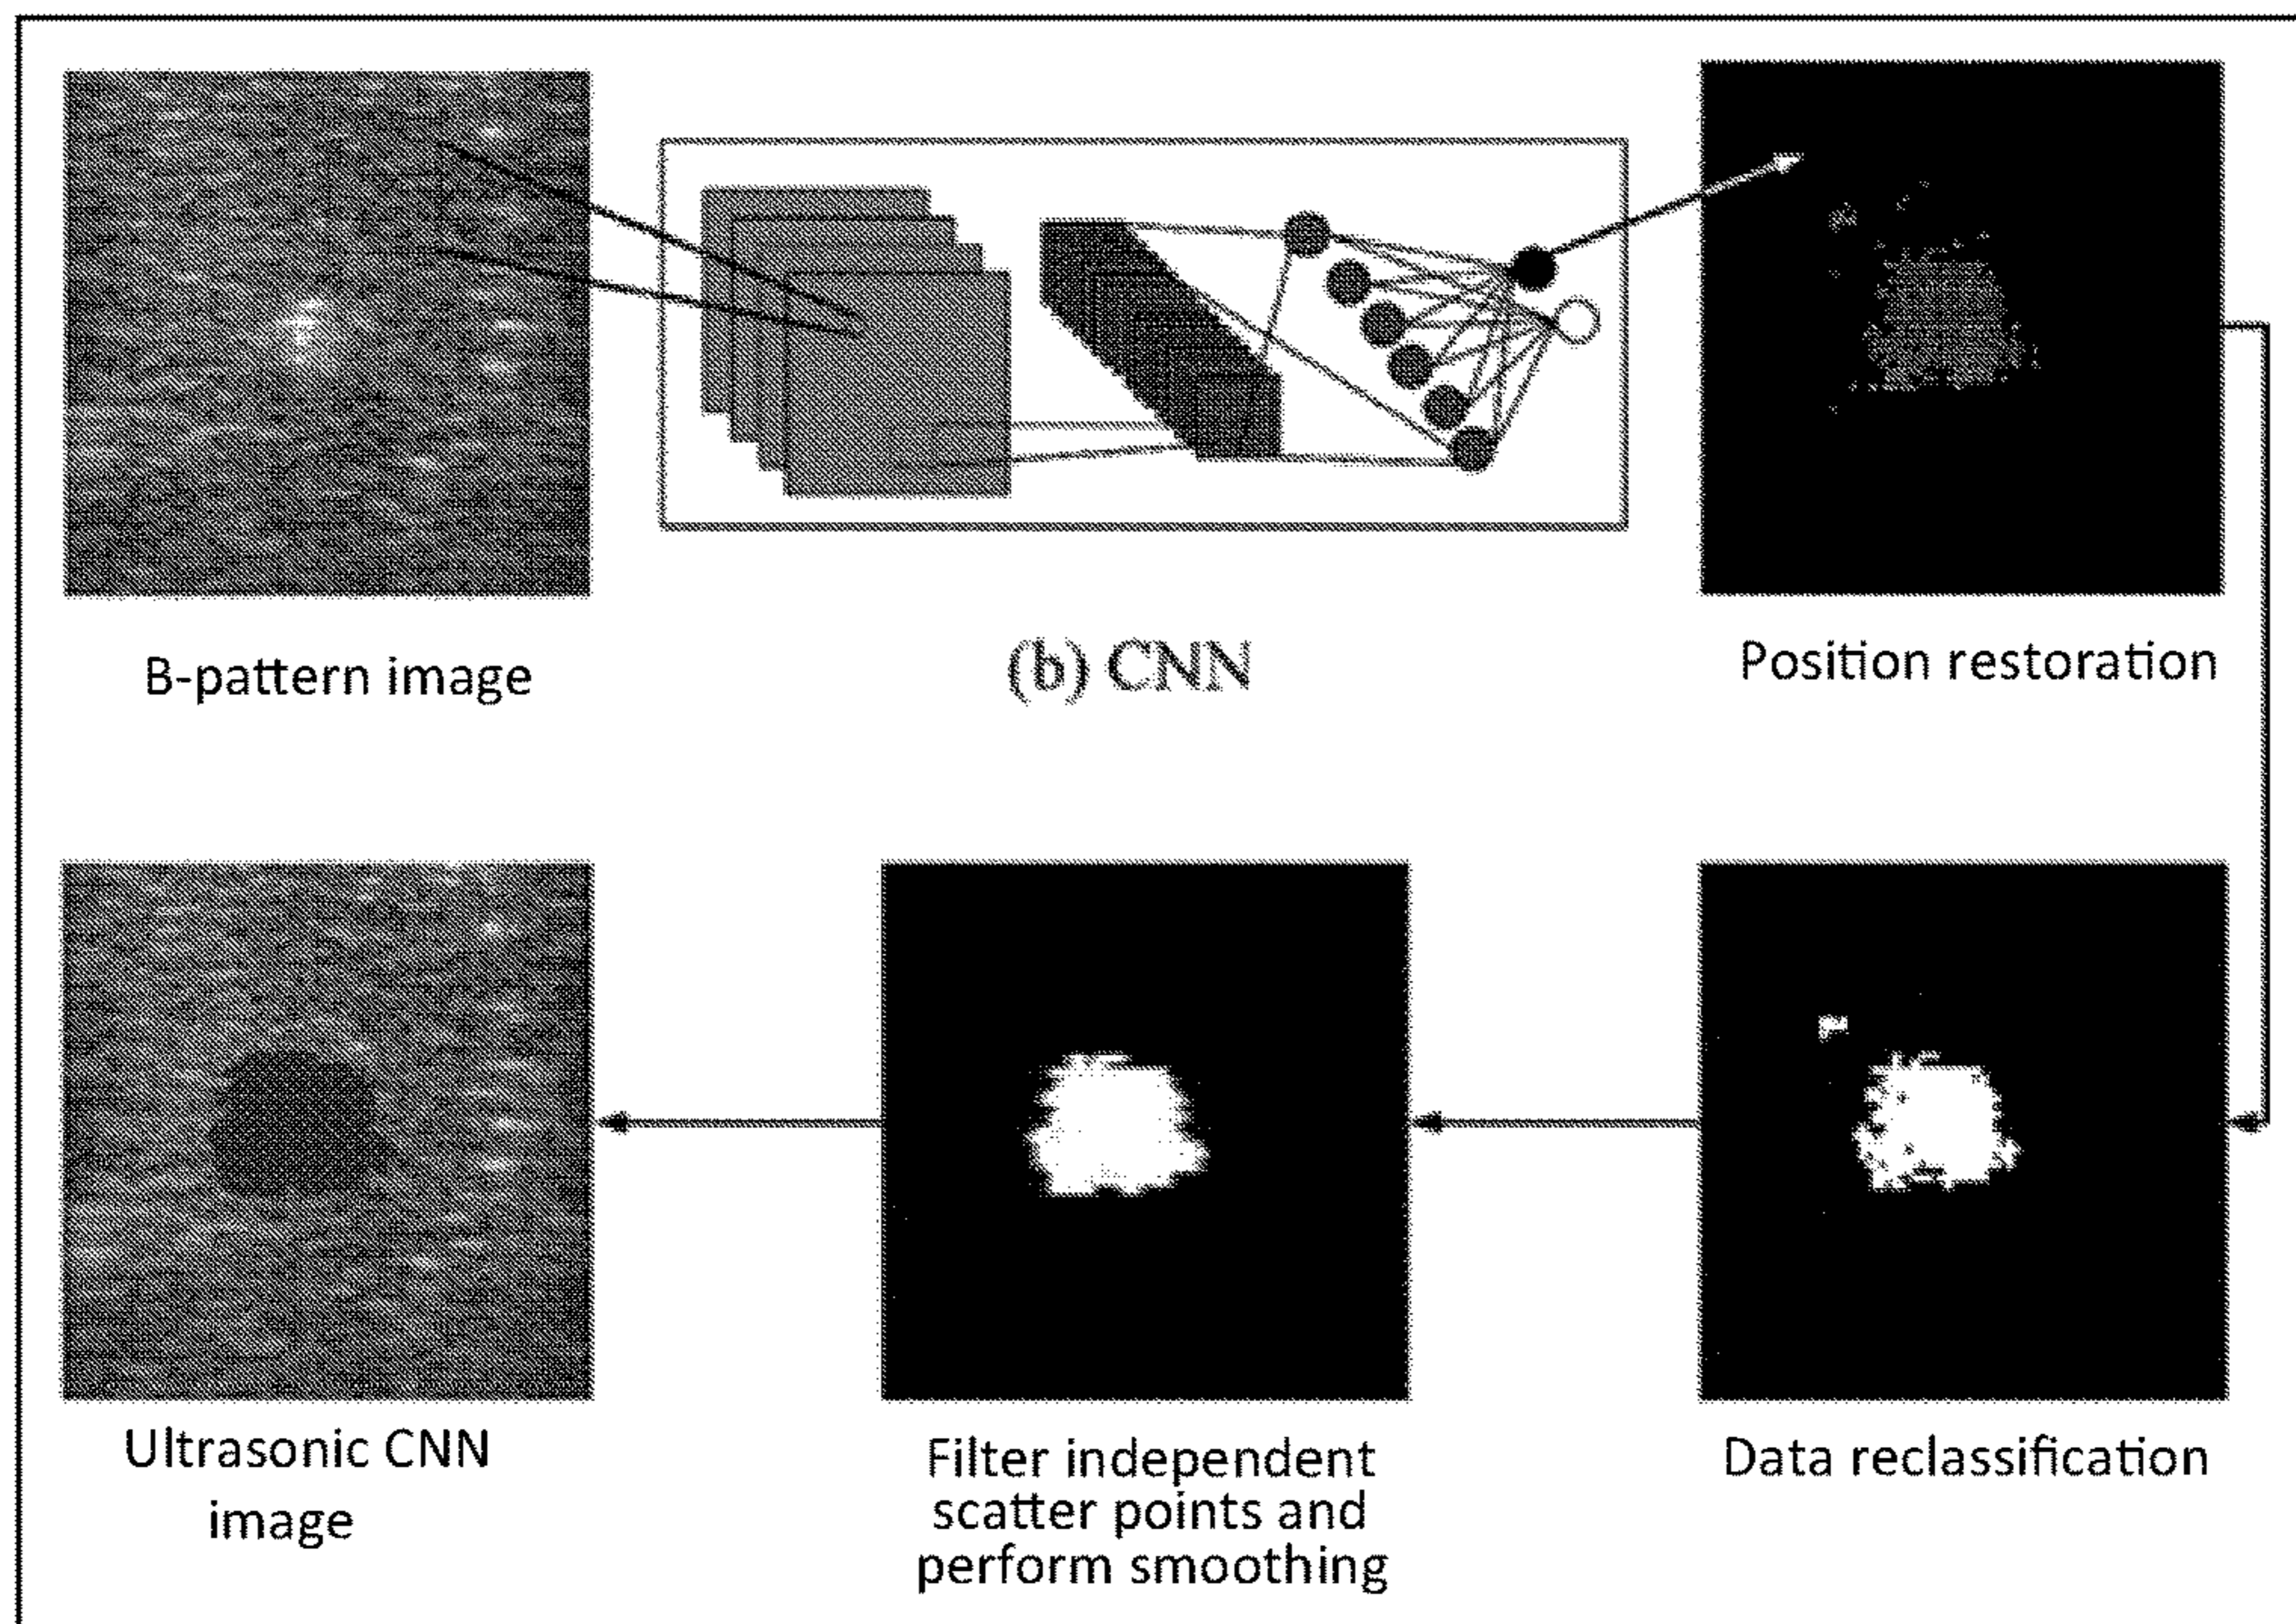 B-pattern image
(b) CNN
Position restoration
Ultrasonic CNN
image
Filter independent
scatter points and
perform smoothing
Data reclassification